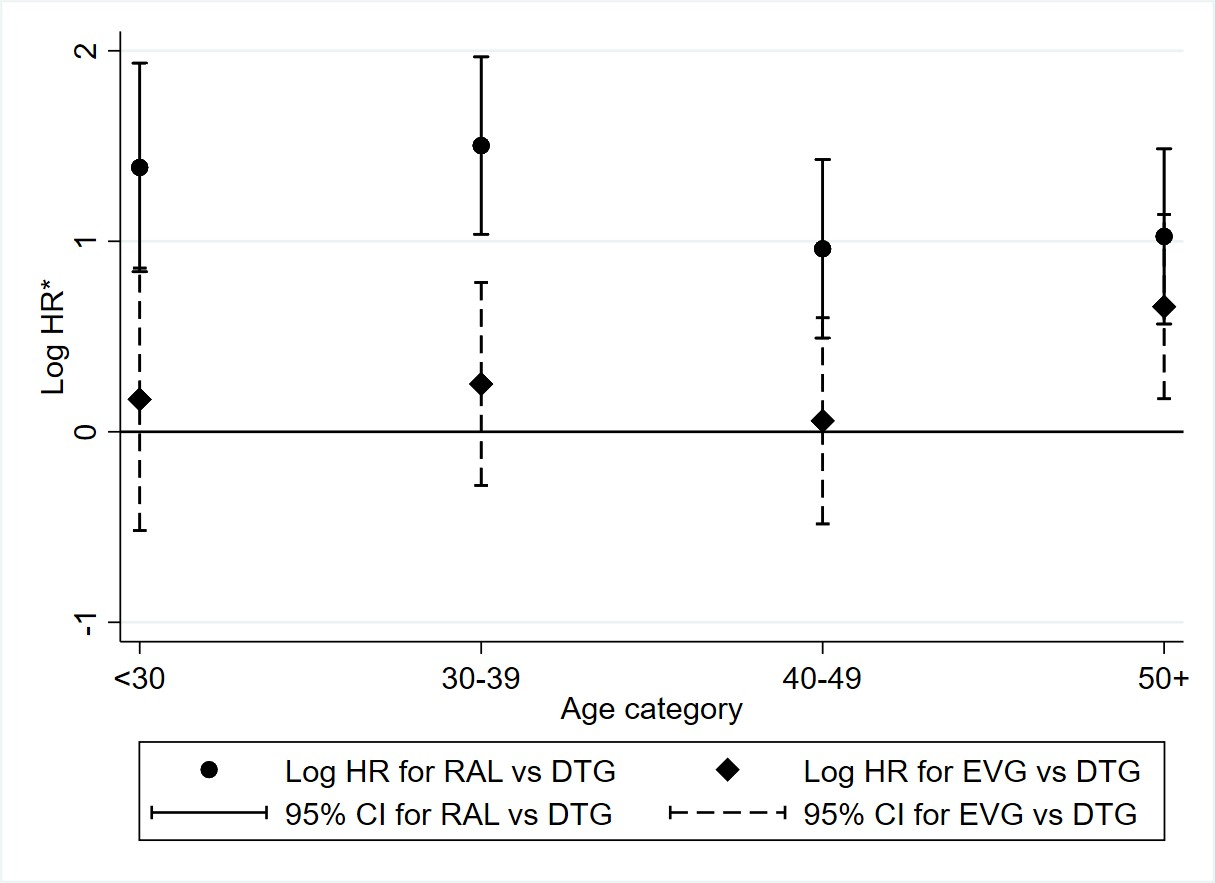 2
1
0
-1
Log HR*
<30 30-39 40-49 50+
Age category
Log HR for RAL vs DTG Log HR for EVG vs DTG
95% CI for RAL vs DTG 95% CI for EVG vs DTG